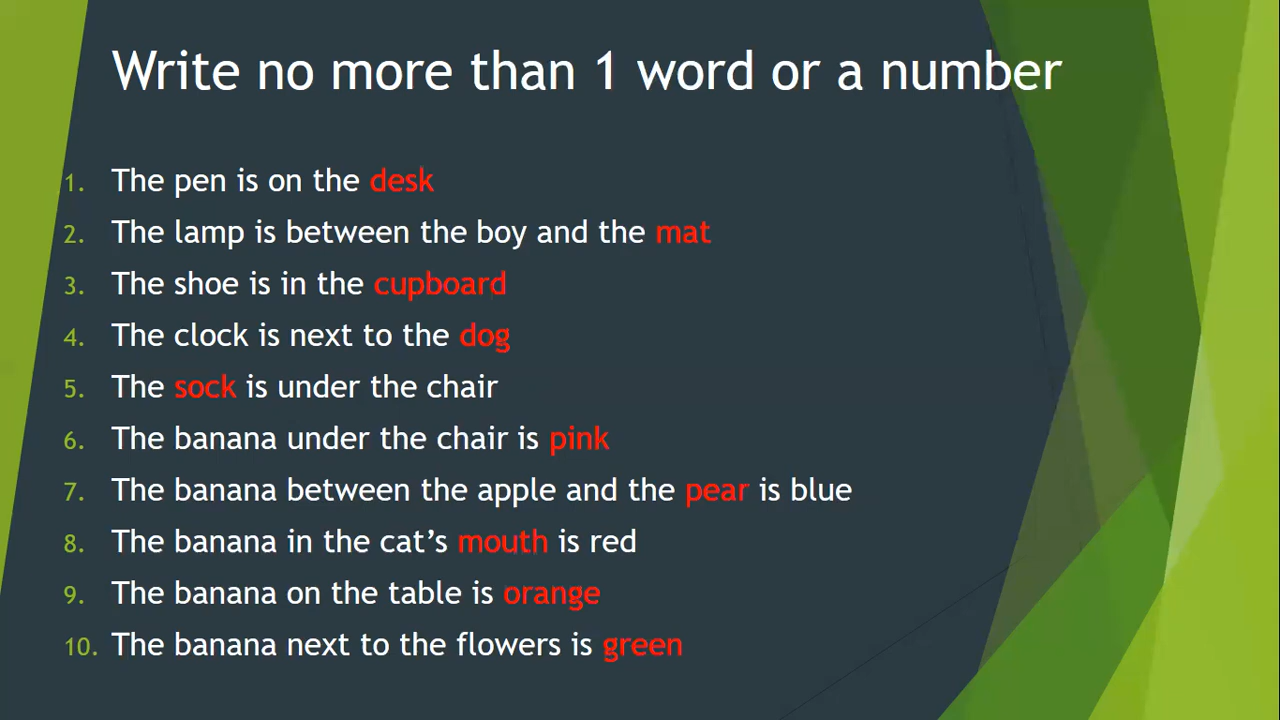 Write no more than 1 word or a number
1. The pen is on the desk
2. The lamp is between the boy and the mat
3. The shoe is in the cupboard
4. The clock is next to the dog
5. The sock is under the chair
6. The banana under the chair is pink
7. The banana between the apple and the pear is blue
8. The banana in the cat’s mouth is red
9. The banana on the table is orange
10. The banana next to the flowers is green